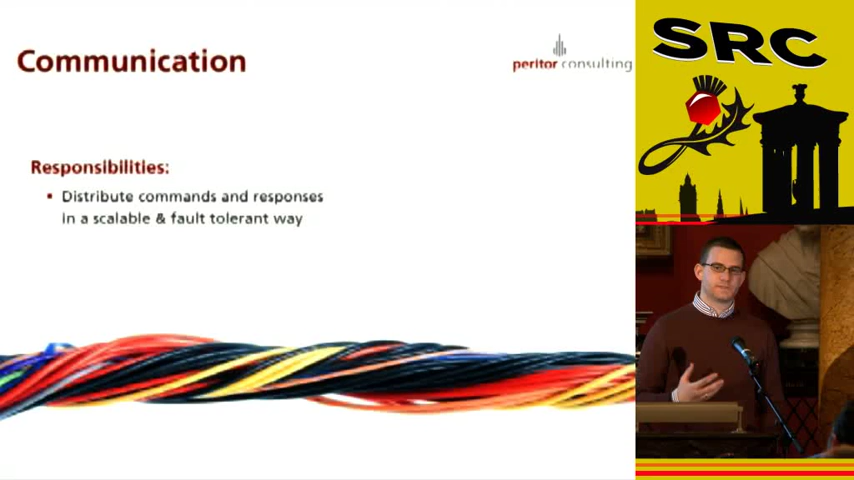 Communication
peritor consulting
Responsibilities:
Distribute commands and responses
in a scalable & fault tolerant way
SRC